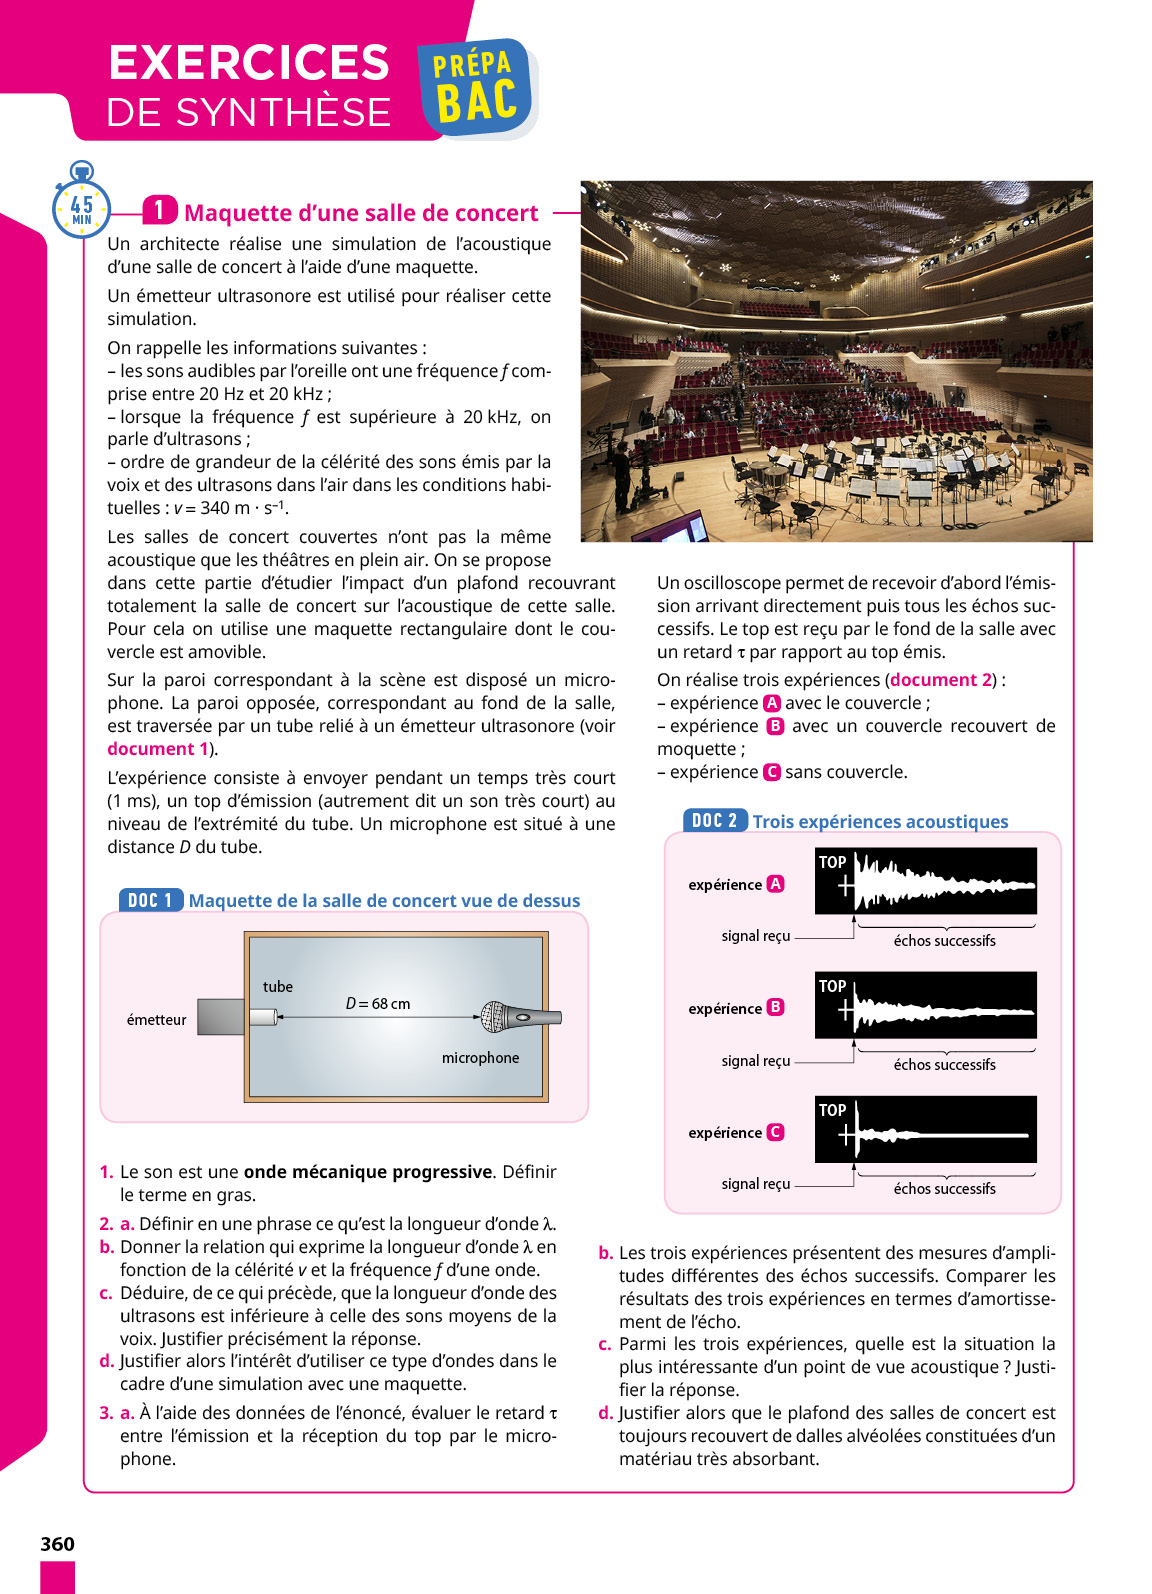 EXERCICES
DE SYNTHÈSE
PRÉPA
BAC
45
MIN
1 Maquette d’une salle de concert
Un architecte réalise une simulation de l’acoustique
d’une salle de concert à l’aide d’une maquette.
Un émetteur ultrasonore est utilisé pour réaliser cette
simulation.
On rappelle les informations suivantes :
– les sons audibles par l’oreille ont une fréquence f com-
prise entre 20 Hz et 20 kHz ;
– lorsque la fréquence f est supérieure à 20 kHz, on
parle d’ultrasons ;
– ordre de grandeur de la célérité des sons émis par la
voix et des ultrasons dans l’air dans les conditions habi-
tuelles : v = 340 m · s⁻¹.
Les salles de concert couvertes n’ont pas la même
acoustique que les théâtres en plein air. On se propose
dans cette partie d’étudier l’impact d’un plafond recouvrant
totalement la salle de concert sur l’acoustique de cette salle.
Pour cela on utilise une maquette rectangulaire dont le cou-
vercle est amovible.
Sur la paroi correspondant à la scène est disposé un micro-
phone. La paroi opposée, correspondant au fond de la salle,
est traversée par un tube relié à un émetteur ultrasonore (voir
document 1).
L’expérience consiste à envoyer pendant un temps très court
(1 ms), un top d’émission (autrement dit un son très court) au
niveau de l’extrémité du tube. Un microphone est situé à une
distance D du tube.
DOC 1 Maquette de la salle de concert vue de dessus
tube
D = 68 cm
émetteur
microphone
Un oscilloscope permet de recevoir d’abord l’émis-
sion arrivant directement puis tous les échos suc-
cessifs. Le top est reçu par le fond de la salle avec
un retard τ par rapport au top émis.
On réalise trois expériences (document 2) :
– expérience A avec le couvercle ;
– expérience B avec un couvercle recouvert de
moquette ;
– expérience C sans couvercle.
DOC 2 Trois expériences acoustiques
TOP
expérience A
signal reçu
échos successifs
TOP
expérience B
signal reçu
échos successifs
TOP
expérience C
signal reçu
échos successifs
1. Le son est une onde mécanique progressive. Définir
le terme en gras.
2. a. Définir en une phrase ce qu’est la longueur d’onde λ.
b. Donner la relation qui exprime la longueur d’onde λ en
fonction de la célérité v et la fréquence f d’une onde.
c. Déduire, de ce qui précède, que la longueur d’onde des
ultrasons est inférieure à celle des sons moyens de la
voix. Justifier précisément la réponse.
d. Justifier alors l’intérêt d’utiliser ce type d’ondes dans le
cadre d’une simulation avec une maquette.
3. a. À l’aide des données de l’énoncé, évaluer le retard τ
entre l’émission et la réception du top par le micro-
phone.
b. Les trois expériences présentent des mesures d’ampli-
tudes différentes des échos successifs. Comparer les
résultats des trois expériences en termes d’amortisse-
ment de l’écho.
c. Parmi les trois expériences, quelle est la situation la
plus intéressante d’un point de vue acoustique ? Justi-
fier la réponse.
d. Justifier alors que le plafond des salles de concert est
toujours recouvert de dalles alvéolées constituées d’un
matériau très absorbant.
360